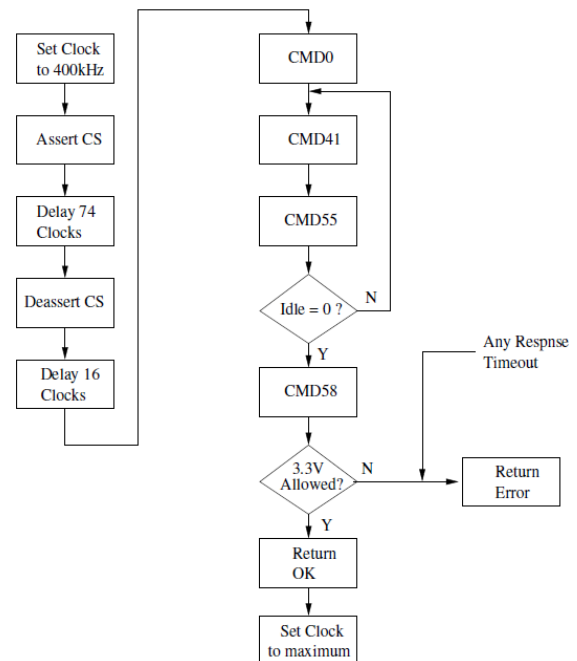 Set Clock
to 400kHz
Assert CS
Delay 74
Clocks
Deassert CS
Delay 16
Clocks
CMD0
CMD41
CMD55
Idle = 0 ?
N
Y
CMD58
Any Respnse
Timeout
3.3V
Allowed?
N
Y
Return
Error
Return
OK
Set Clock
to maximum